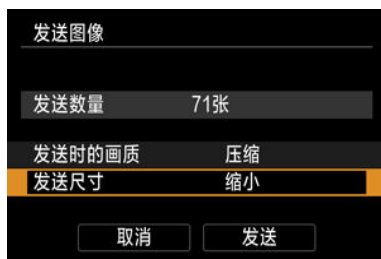 发送图像
发送数量 71张
发送时的画质 压缩
发送尺寸 缩小
取消 发送